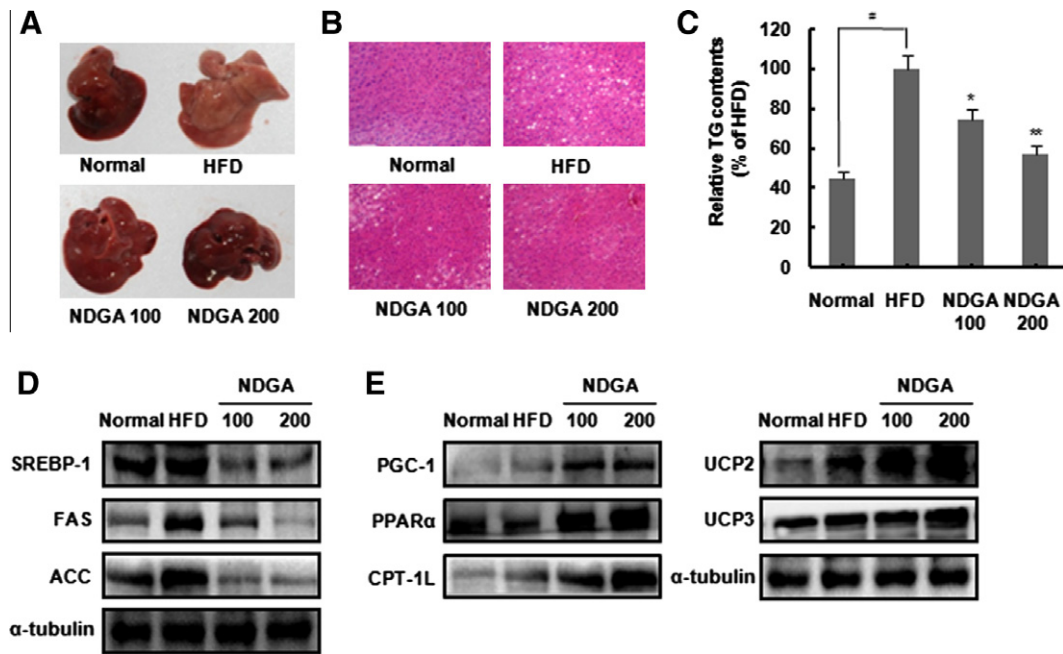 A
Normal
HFD
NDGA 100
NDGA 200
B
Normal
HFD
NDGA 100
NDGA 200
C
Relative TG contents
(% of HFD)
120
100
80
60
40
20
0
#
*
**
Normal
HFD
NDGA
100
NDGA
200
D
NDGA
Normal HFD 100 200
SREBP-1
FAS
ACC
α-tubulin
E
NDGA
Normal HFD 100 200
PGC-1
PPARα
CPT-1L
NDGA
Normal HFD 100 200
UCP2
UCP3
α-tubulin